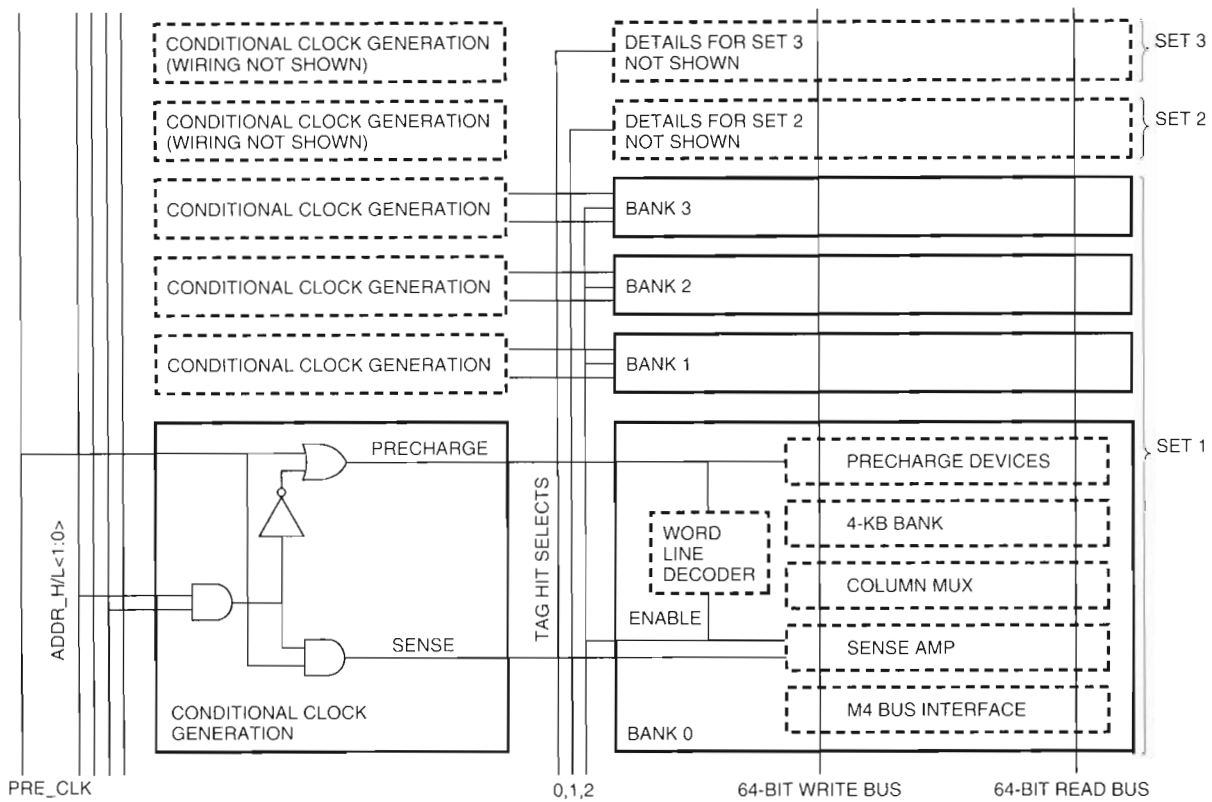 CONDITIONAL CLOCK GENERATION
(WIRING NOT SHOWN)
DETAILS FOR SET 3
NOT SHOWN
SET 3
CONDITIONAL CLOCK GENERATION
(WIRING NOT SHOWN)
DETAILS FOR SET 2
NOT SHOWN
SET 2
CONDITIONAL CLOCK GENERATION
BANK 3
CONDITIONAL CLOCK GENERATION
BANK 2
CONDITIONAL CLOCK GENERATION
BANK 1
SET 1
PRECHARGE
PRECHARGE DEVICES
4-KB BANK
WORD
LINE
DECODER
COLUMN MUX
ADDR_H/L<1:0>
TAG HIT SELECTS
ENABLE
SENSE
SENSE AMP
CONDITIONAL CLOCK
GENERATION
M4 BUS INTERFACE
BANK 0
PRE_CLK
0,1,2
64-BIT WRITE BUS
64-BIT READ BUS